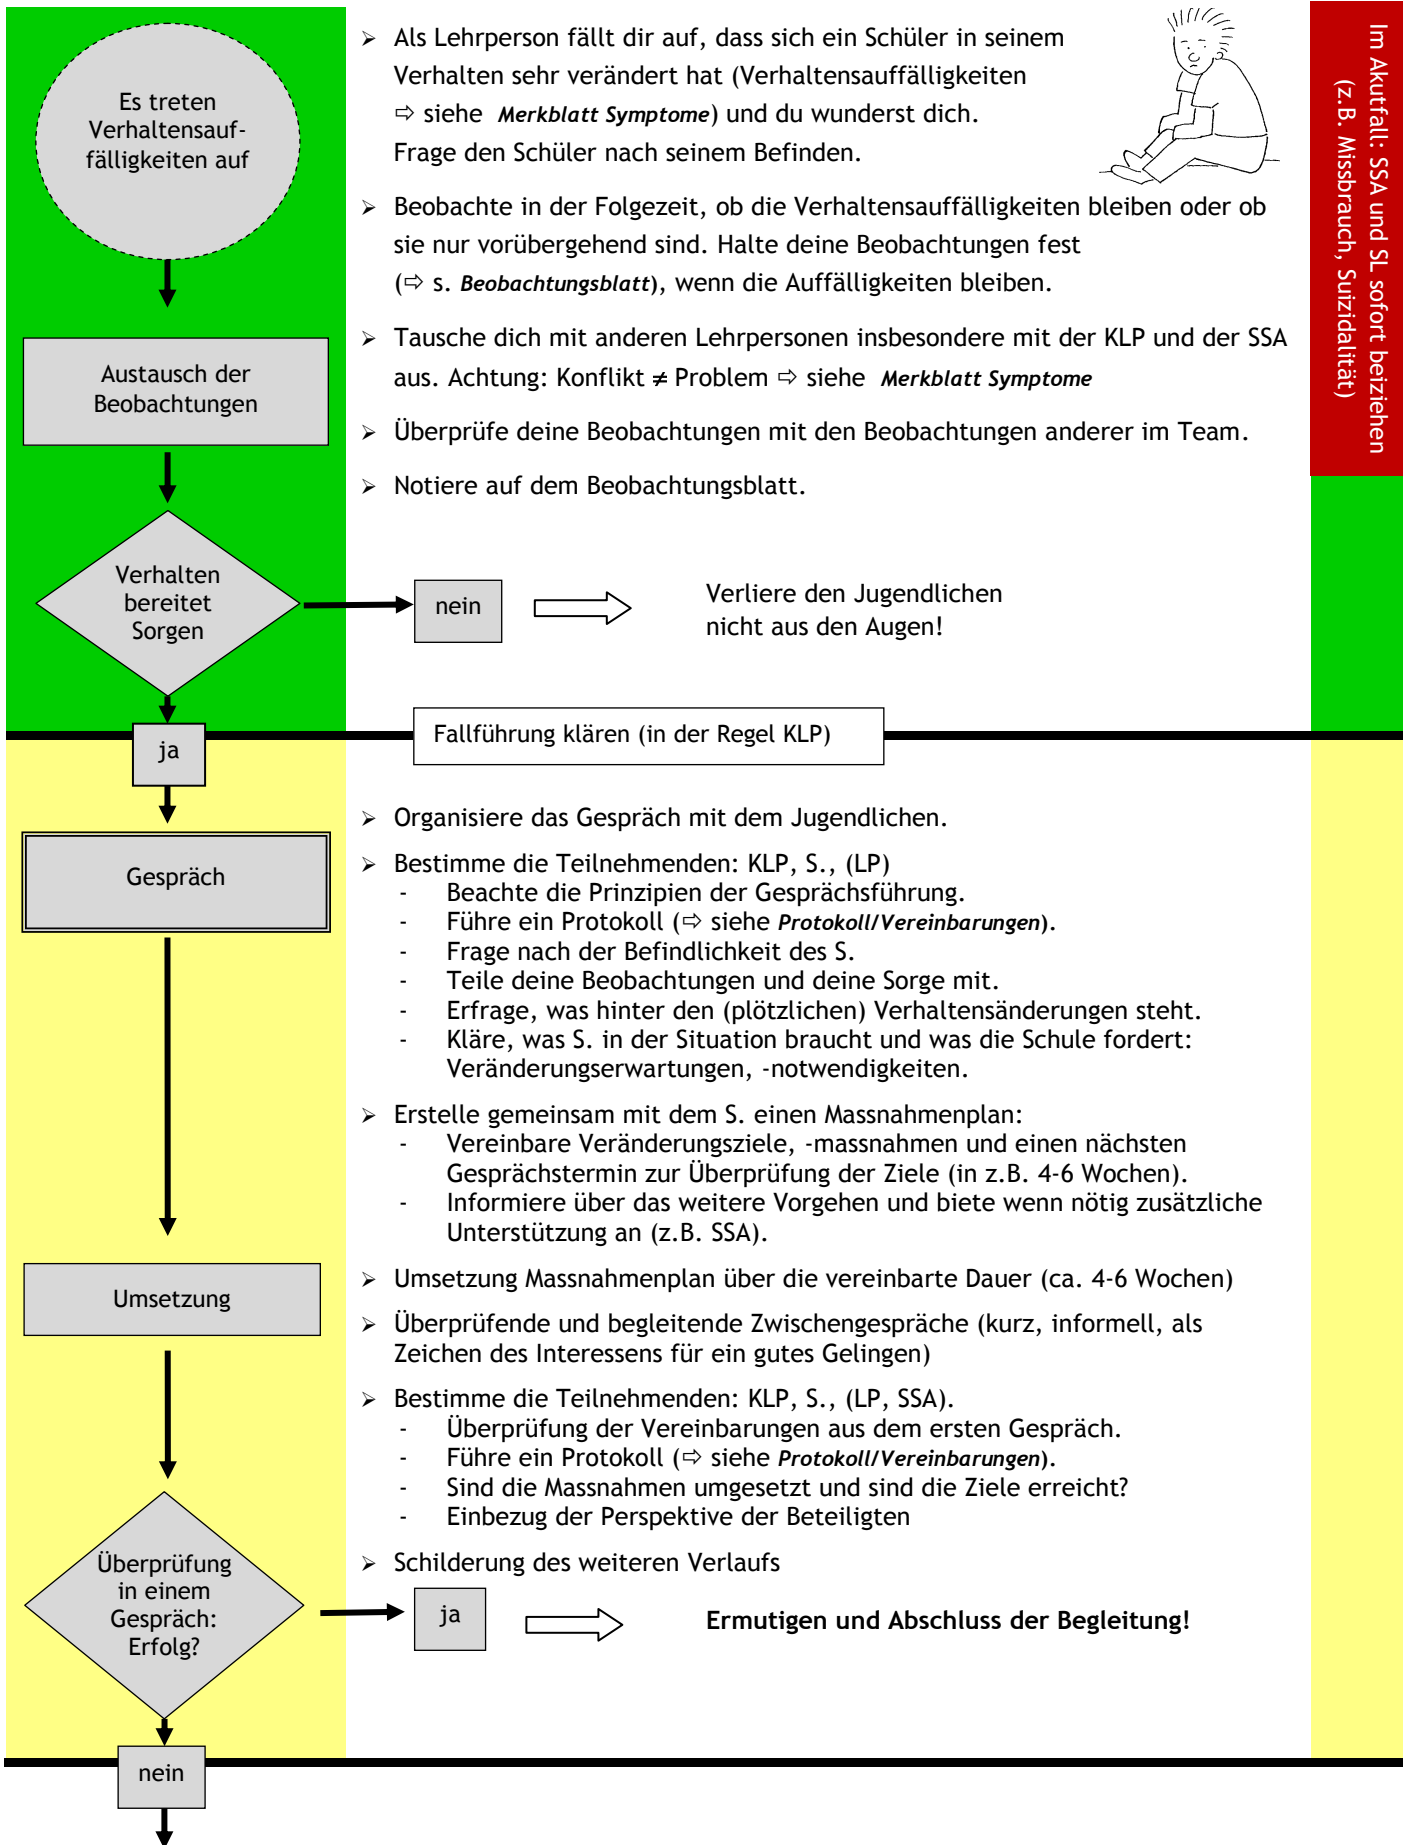 Es treten
Verhaltensauf-
fälligkeiten auf
➢ Als Lehrperson fällt dir auf, dass sich ein Schüler in seinem
Verhalten sehr verändert hat (Verhaltensauffälligkeiten
⇨ siehe Merkblatt Symptome) und du wunderst dich.
Frage den Schüler nach seinem Befinden.
➢ Beobachte in der Folgezeit, ob die Verhaltensauffälligkeiten bleiben oder ob
sie nur vorübergehend sind. Halte deine Beobachtungen fest
(⇨ s. Beobachtungsblatt), wenn die Auffälligkeiten bleiben.
Im Akutfall: SSA und SL sofort beiziehen
(z.B. Missbrauch, Suizidalität)
Austausch der
Beobachtungen
➢ Tausche dich mit anderen Lehrpersonen insbesondere mit der KLP und der SSA
aus. Achtung: Konflikt ≠ Problem ⇨ siehe Merkblatt Symptome
➢ Überprüfe deine Beobachtungen mit den Beobachtungen anderer im Team.
➢ Notiere auf dem Beobachtungsblatt.
Verhalten
bereitet
Sorgen
nein
Verliere den Jugendlichen
nicht aus den Augen!
ja
Fallführung klären (in der Regel KLP)
Gespräch
➢ Organisiere das Gespräch mit dem Jugendlichen.
➢ Bestimme die Teilnehmenden: KLP, S., (LP)
- Beachte die Prinzipien der Gesprächsführung.
- Führe ein Protokoll (⇨ siehe Protokoll/Vereinbarungen).
- Frage nach der Befindlichkeit des S.
- Teile deine Beobachtungen und deine Sorge mit.
- Erfrage, was hinter den (plötzlichen) Verhaltensänderungen steht.
- Kläre, was S. in der Situation braucht und was die Schule fordert:
Veränderungserwartungen, -notwendigkeiten.
➢ Erstelle gemeinsam mit dem S. einen Massnahmenplan:
- Vereinbare Veränderungsziele, -massnahmen und einen nächsten
Gesprächstermin zur Überprüfung der Ziele (in z.B. 4-6 Wochen).
- Informiere über das weitere Vorgehen und biete wenn nötig zusätzliche
Unterstützung an (z.B. SSA).
Umsetzung
➢ Umsetzung Massnahmenplan über die vereinbarte Dauer (ca. 4-6 Wochen)
➢ Überprüfende und begleitende Zwischengespräche (kurz, informell, als
Zeichen des Interessens für ein gutes Gelingen)
➢ Bestimme die Teilnehmenden: KLP, S., (LP, SSA).
- Überprüfung der Vereinbarungen aus dem ersten Gespräch.
- Führe ein Protokoll (⇨ siehe Protokoll/Vereinbarungen).
- Sind die Massnahmen umgesetzt und sind die Ziele erreicht?
- Einbezug der Perspektive der Beteiligten
➢ Schilderung des weiteren Verlaufs
Überprüfung
in einem
Gespräch:
Erfolg?
ja
Ermutigen und Abschluss der Begleitung!
nein